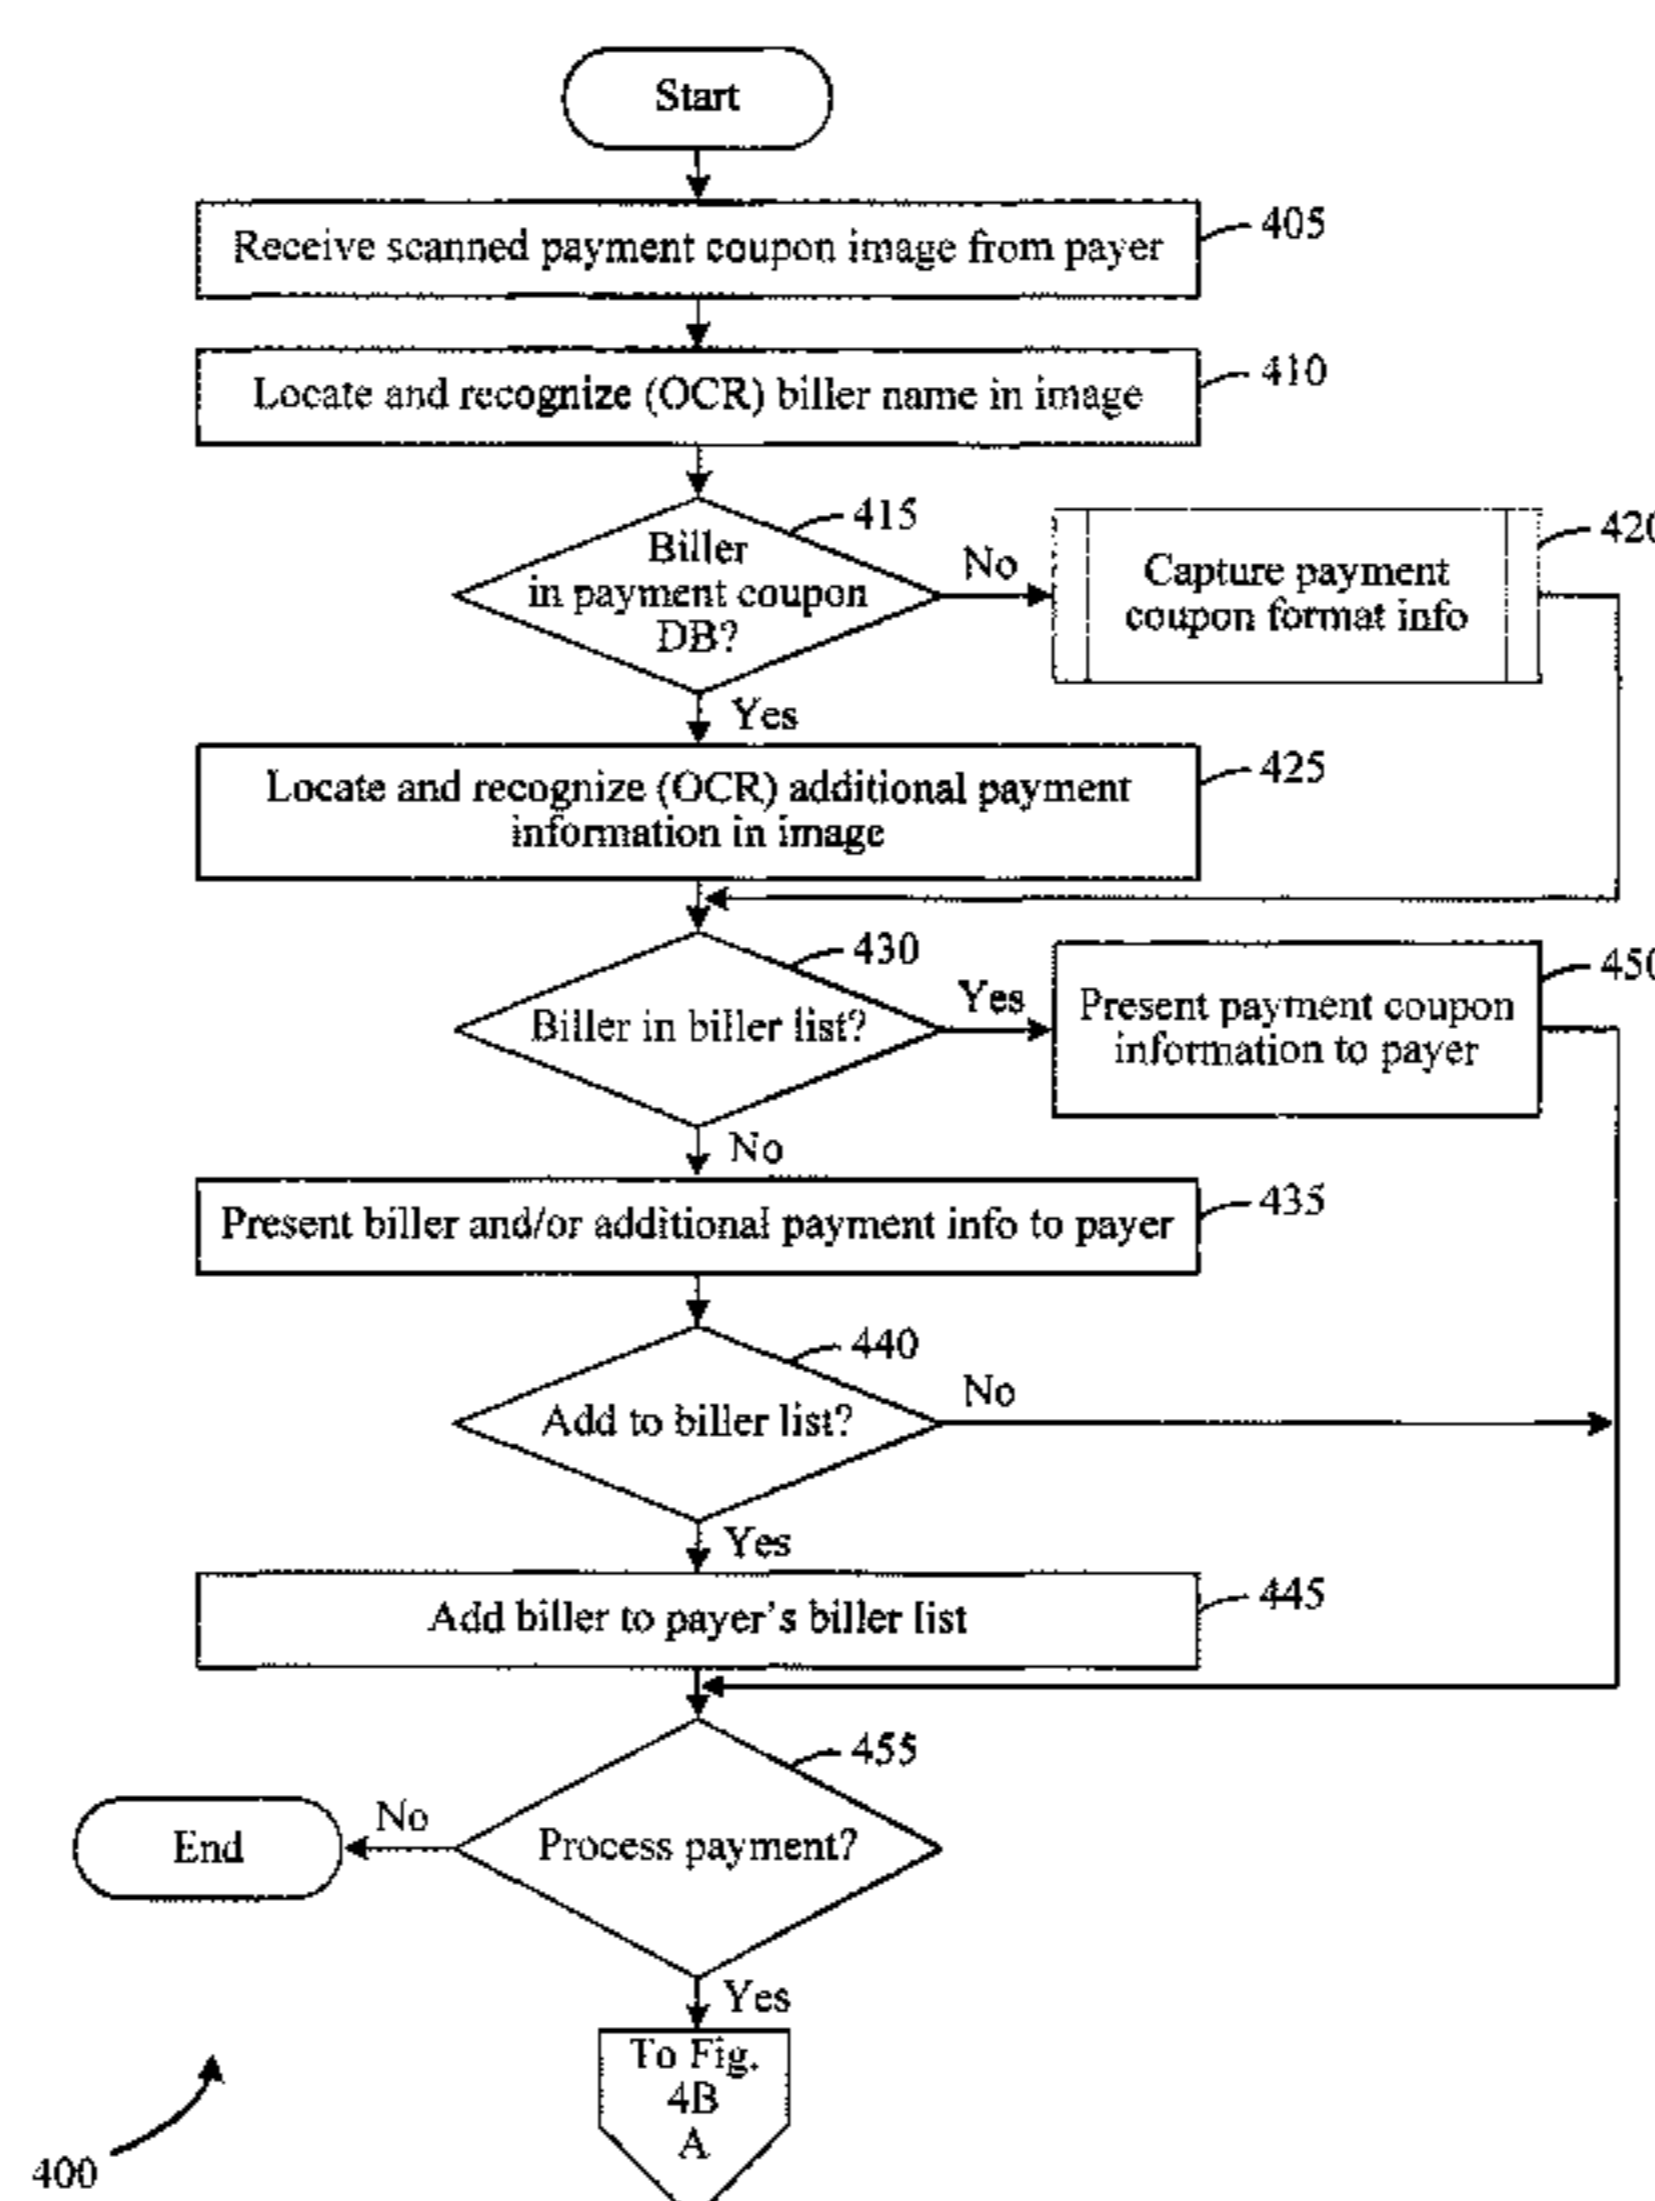 Start
Receive scanned payment coupon image from payer
405
Locate and recognize (OCR) biller name in image
410
415
Biller
in payment coupon
DB?
No
Capture payment
coupon format info
420
Yes
Locate and recognize (OCR) additional payment
information in image
425
430
Biller in biller list?
Yes
Present payment coupon
information to payer
450
No
Present biller and/or additional payment info to payer
435
440
Add to biller list?
No
Yes
Add biller to payer's biller list
445
455
Process payment?
No
End
Yes
To Fig.
4B
A
400